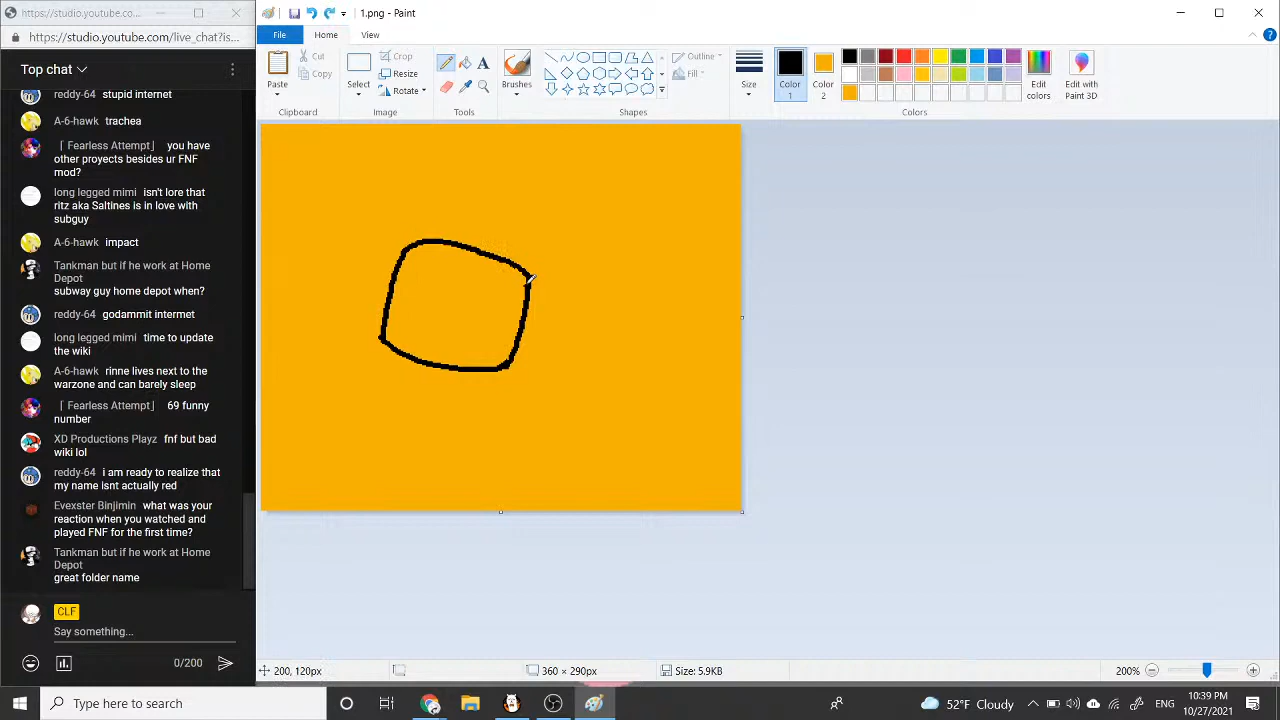 https://studio.youtube.com/live_chat?is...
https://studio.youtube.com/live_chat?is...
Top chat
reddy-64 stupid internet
A-6-hawk trachea
「 Fearless Attempt」 you have
other proyects besides ur FNF
mod?
long legged mimi isn't lore that
ritz aka Saltines is in love with
subguy
A-6-hawk impact
Tankman but if he work at Home
Depot
subway guy home depot when?
reddy-64 godammit internet
long legged mimi time to update
the wiki
A-6-hawk rinne lives next to the
warzone and can barely sleep
「 Fearless Attempt」 69 funny
number
XD Productions Playz fnf but bad
wiki lol
reddy-64 i am ready to realize that
my name isnt actually red
Evexster BInjimin what was your
reaction when you watched and
played FNF for the first time?
Tankman but if he work at Home
Depot
great folder name
CLF
Say something...
0/200
1.png - Paint
File
Home
View
Paste
Cut
Copy
Clipboard
Select
Crop
Resize
Rotate
Image
A
Tools
Brushes
Outline
Fill
Shapes
Size
Color
1
Color
2
Edit
colors
Edit with
Paint 3D
Colors
200, 120px
360 × 290px
Size: 5.9KB
200%
Type here to search
52°F Cloudy
ENG
10:39 PM
10/27/2021